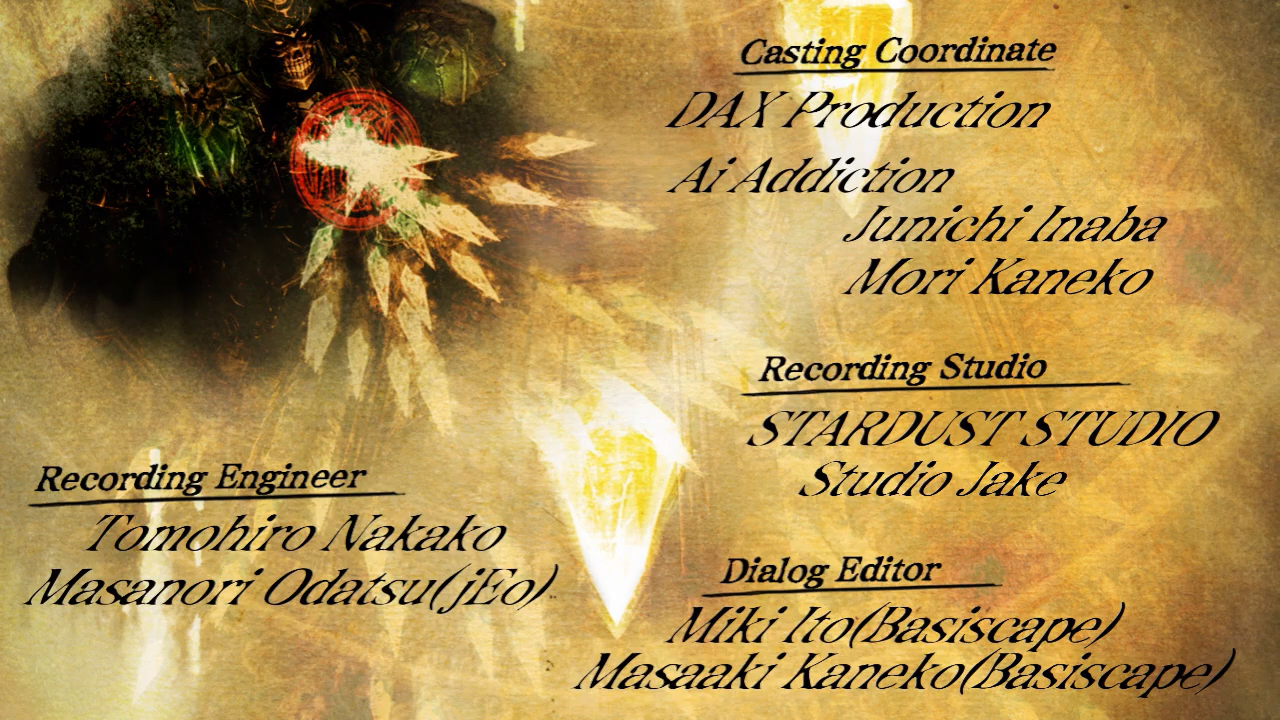 Casting Coordinate
DAX Production
Ai Addiction
Junichi Inaba
Mori Kaneko
Recording Studio
STARDUST STUDIO
Studio Jake
Recording Engineer
Tomohiro Nakako
Masanori Odatsu(jEo)
Dialog Editor
Miki Ito(Basiscape)
Masaaki Kaneko(Basiscape)